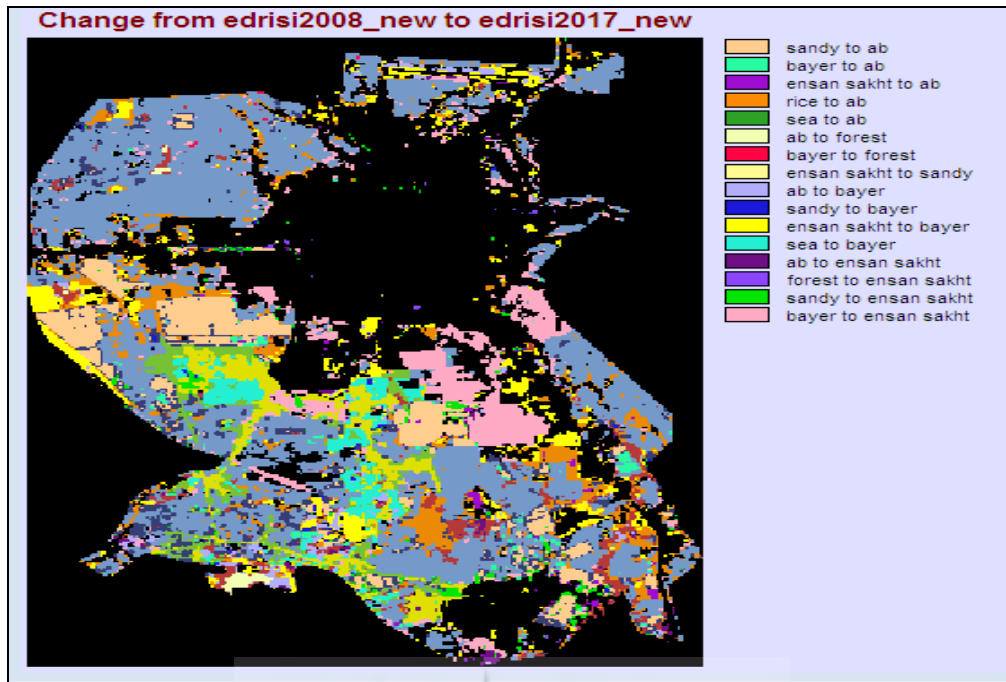 Change from edrisi2008_new to edrisi2017_new
sandy to ab
bayer to ab
ensan sakht to ab
rice to ab
sea to ab
ab to forest
bayer to forest
ensan sakht to sandy
ab to bayer
sandy to bayer
ensan sakht to bayer
sea to bayer
ab to ensan sakht
forest to ensan sakht
sandy to ensan sakht
bayer to ensan sakht